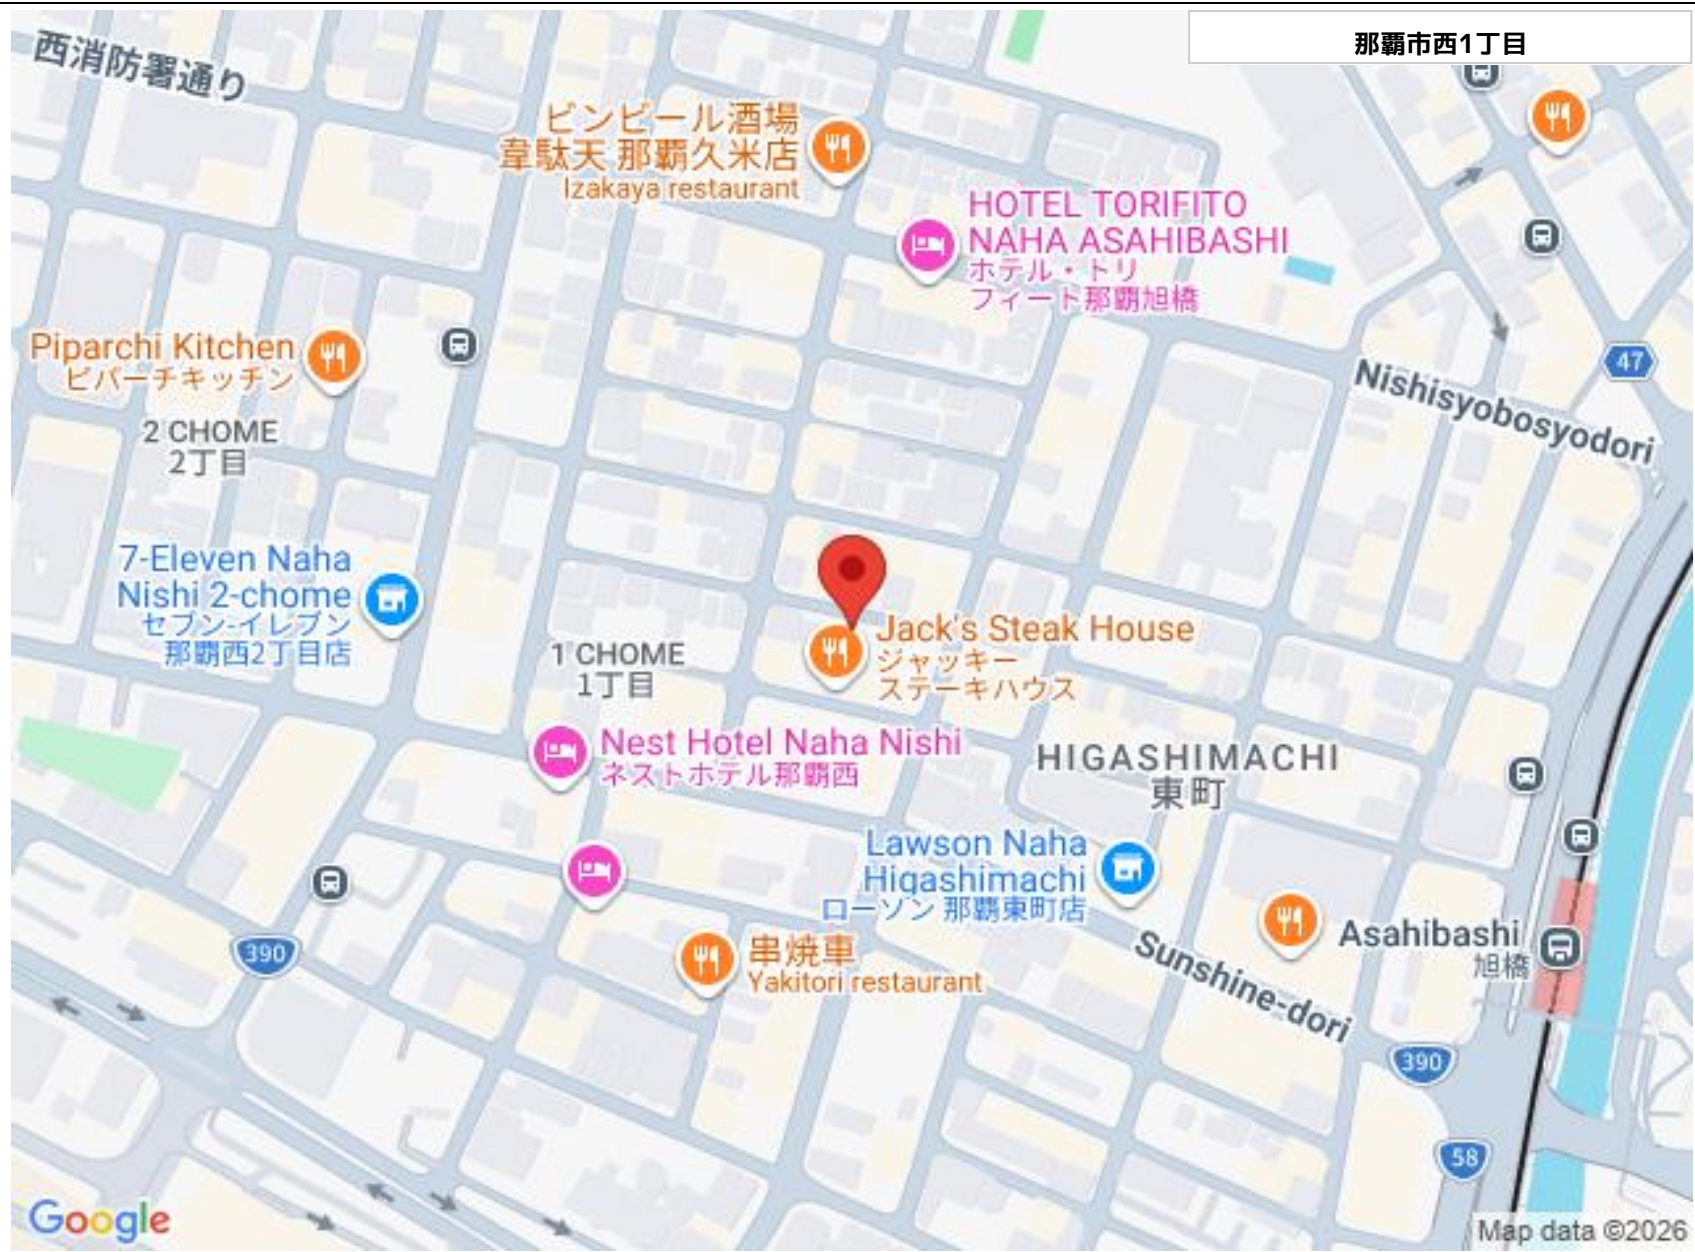 那覇市西1丁目
西消防署通り
ビンビール酒場
韋駄天 那覇久米店
Izakaya restaurant
HOTEL TORIFITO
NAHA ASAHIBASHI
ホテル・トリ
フィート那覇旭橋
47
Piparchi Kitchen
ピパーチキッチン
Nishisyobosyodori
2 CHOME
2丁目
7-Eleven Naha
Nishi 2-chome
セブン-イレブン
那覇西2丁目店
Jack's Steak House
ジャッキー
ステーキハウス
1 CHOME
1丁目
Nest Hotel Naha Nishi
ネストホテル那覇西
HIGASHIMACHI
東町
Lawson Naha
Higashimachi
ローソン 那覇東町店
Asahibashi
旭橋
390
串焼車
Yakitori restaurant
Sunshine-dori
390
58
Google
Map data ©2026